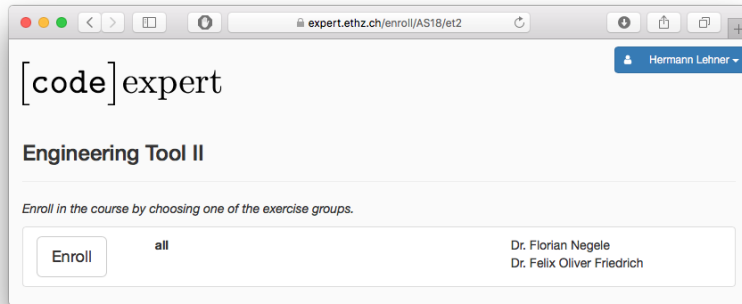 expert.ethz.ch/enroll/AS18/et2
Hermann Lehner
[code]expert
Engineering Tool II
Enroll in the course by choosing one of the exercise groups.
Enroll
all
Dr. Florian Negele
Dr. Felix Oliver Friedrich